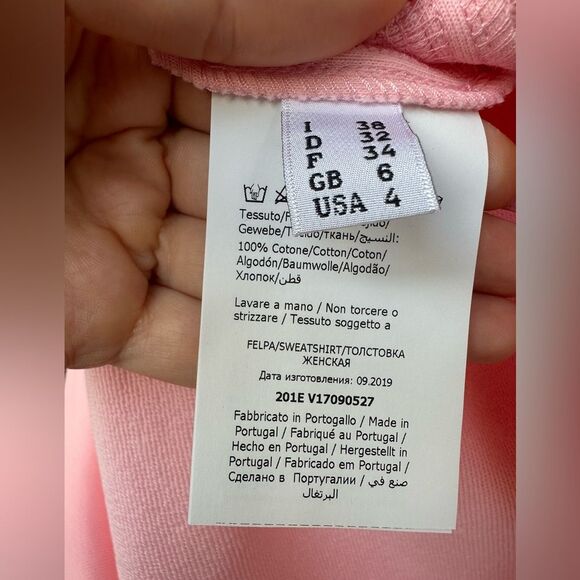 I 38
D 32
F 34
GB 6
USA 4
Tessuto/
Gewebe/Tejido/ткань/النسيج:
100% Cotone/Cotton/Coton/
Algodón/Baumwolle/Algodão/
Хлопок/قطن
Lavare a mano / Non torcere o
strizzare / Tessuto soggetto a
FELPA/SWEATSHIRT/ТОЛСТОВКА
ЖЕНСКАЯ
Дата изготовления: 09.2019
201E V17090527
Fabbricato in Portogallo / Made in
Portugal / Fabriqué au Portugal /
Hecho en Portugal / Hergestellt in
Portugal / Fabricado em Portugal /
Сделано в Португалии / صنع في
البرتغال